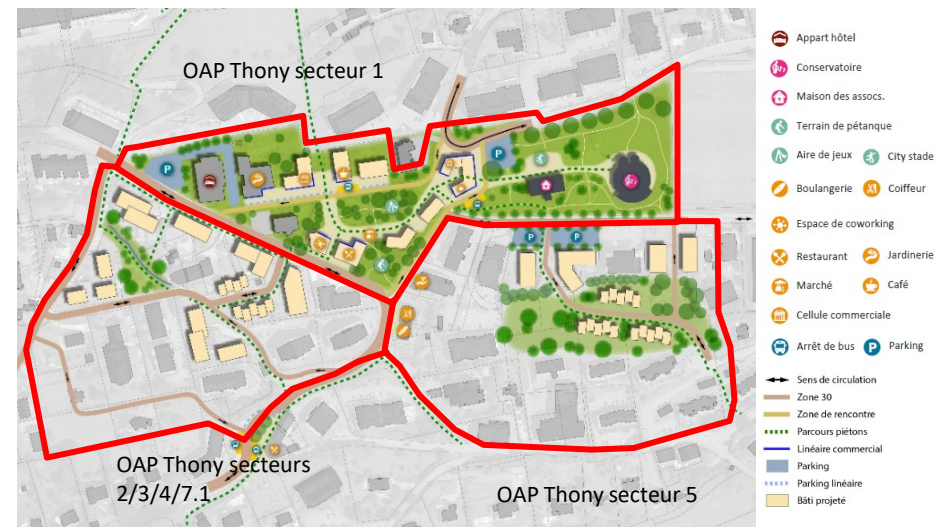 OAP Thony secteur 1
OAP Thony secteurs
2/3/4/7.1
OAP Thony secteur 5
P
P
P
P
Appart hôtel
Conservatoire
Maison des assocs.
Terrain de pétanque
Aire de jeux
City stade
Boulangerie
Coiffeur
Espace de coworking
Restaurant
Jardinerie
Marché
Café
Cellule commerciale
Arrêt de bus
P Parking
Sens de circulation
Zone 30
Zone de rencontre
Parcours piétons
Linéaire commercial
Parking
Parking linéaire
Bâti projeté